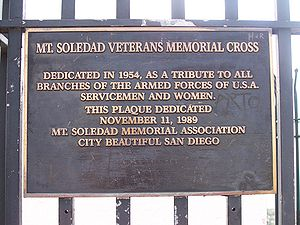 MT. SOLEDAD VETERANS MEMORIAL CROSS
DEDICATED IN 1954, AS A TRIBUTE TO ALL
BRANCHES OF THE ARMED FORCES OF U.S.A.
SERVICEMEN AND WOMEN.
THIS PLAQUE DEDICATED
NOVEMBER 11, 1989
MT. SOLEDAD MEMORIAL ASSOCIATION
CITY BEAUTIFUL SAN DIEGO